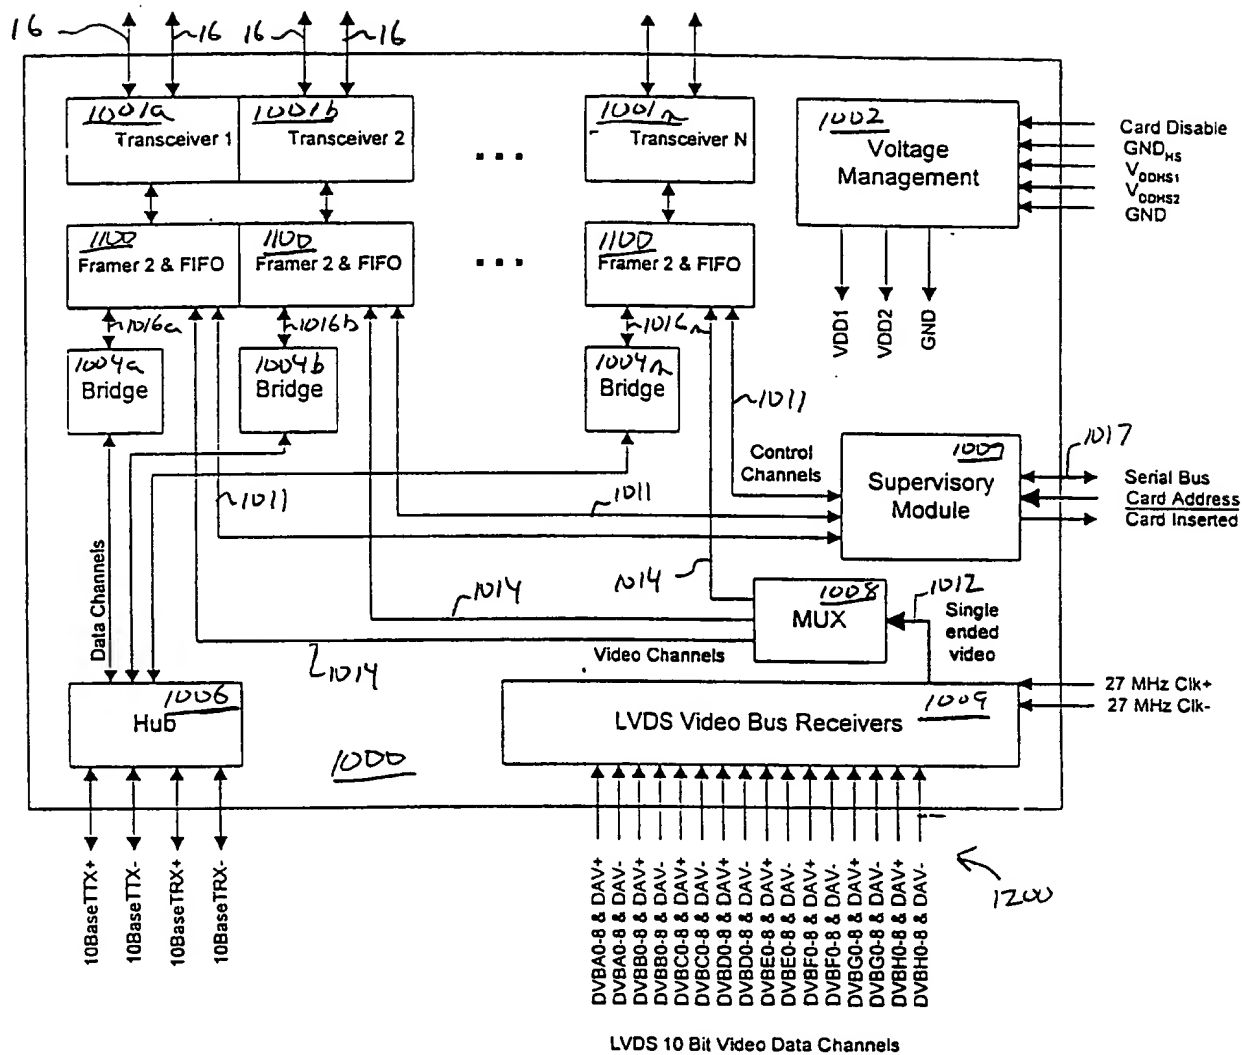 16 16 16 16
1001a
Transceiver 1
1001b
Transceiver 2
1001n
Transceiver N
1002
Voltage
Management
Card Disable
GNDHS
VDDHS1
VDDHS2
GND
1100
Framer 2 & FIFO
1100
Framer 2 & FIFO
1100
Framer 2 & FIFO
VDD1
VDD2
GND
1016a
1016b
1016n
1004a
Bridge
1004b
Bridge
1004n
Bridge
1011
Control
Channels
1007
Supervisory
Module
1017
Serial Bus
Card Address
Card Inserted
1011
1011
Data Channels
1014
1014
1014
1008
MUX
1012
Single
ended
video
Video Channels
1006
Hub
1009
LVDS Video Bus Receivers
27 MHz Clk+
27 MHz Clk-
1000
10BaseTTX+
10BaseTTX-
10BaseTRX+
10BaseTRX-
DVBA0-8 & DAV+
DVBA0-8 & DAV-
DVBB0-8 & DAV+
DVBB0-8 & DAV-
DVBC0-8 & DAV+
DVBC0-8 & DAV-
DVBD0-8 & DAV+
DVBD0-8 & DAV-
DVBE0-8 & DAV+
DVBE0-8 & DAV-
DVBF0-8 & DAV+
DVBF0-8 & DAV-
DVBG0-8 & DAV+
DVBG0-8 & DAV-
DVBH0-8 & DAV+
DVBH0-8 & DAV-
1200
LVDS 10 Bit Video Data Channels